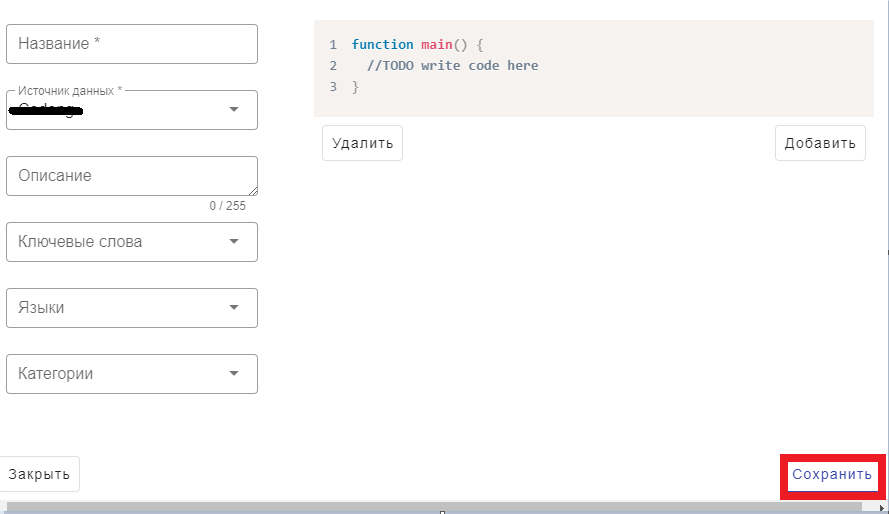 Название *
Источник данных *
Описание
0 / 255
Ключевые слова
Языки
Категории
1 function main() {
2 //TODO write code here
3 }
Удалить
Добавить
Закрыть
Сохранить